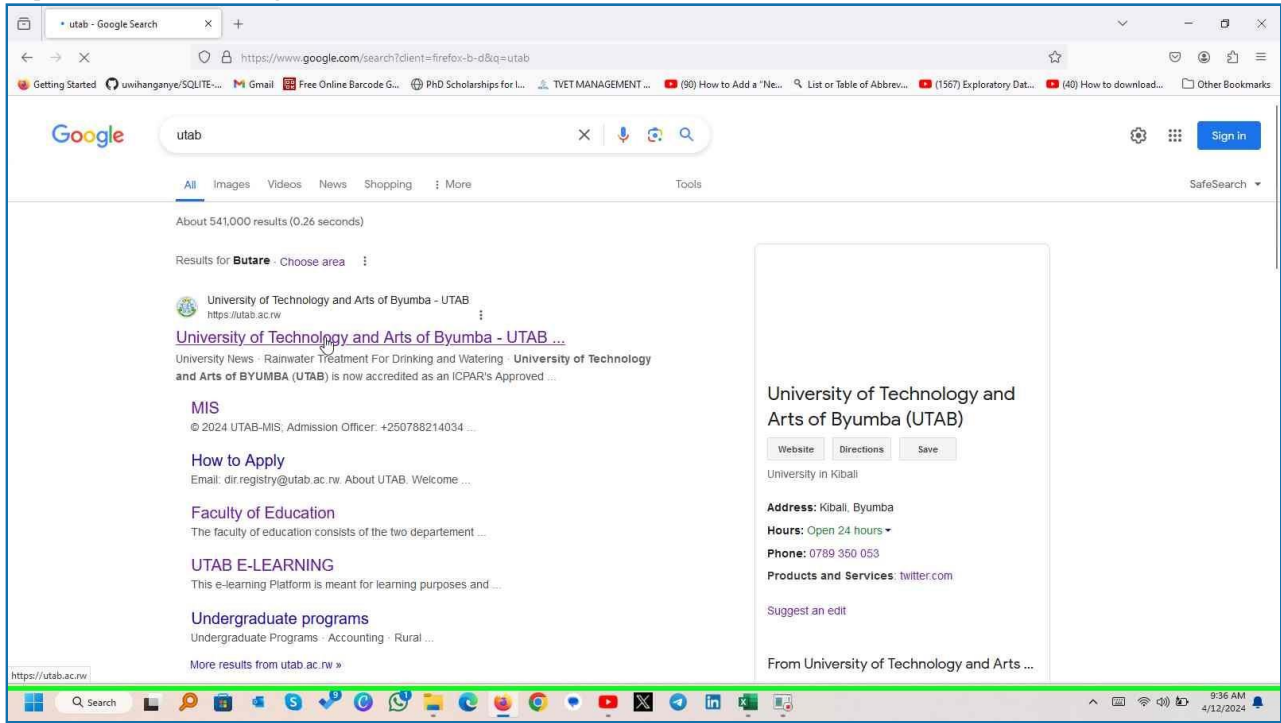 utab - Google Search
https://www.google.com/search?client=firefox-b-d&q=utab
Getting Started uwihanganye/SQLITE-... Gmail Free Online Barcode G... PhD Scholarships for I... TVET MANAGEMENT ... (90) How to Add a "Ne... List or Table of Abbrev... (1567) Exploratory Dat... (40) How to download... Other Bookmarks
Google utab Sign in
All Images Videos News Shopping More Tools SafeSearch
About 541,000 results (0.26 seconds)
Results for Butare · Choose area
University of Technology and Arts of Byumba - UTAB
https://utab.ac.rw
University of Technology and Arts of Byumba - UTAB ...
University News · Rainwater Treatment For Drinking and Watering · University of Technology
and Arts of BYUMBA (UTAB) is now accredited as an ICPAR's Approved ...
MIS
© 2024 UTAB-MIS; Admission Officer: +250788214034 ...
How to Apply
Email: dir.registry@utab.ac.rw. About UTAB. Welcome ...
Faculty of Education
The faculty of education consists of the two departement ...
UTAB E-LEARNING
This e-learning Platform is meant for learning purposes and ...
Undergraduate programs
Undergraduate Programs · Accounting · Rural ...
More results from utab.ac.rw »
University of Technology and
Arts of Byumba (UTAB)
Website Directions Save
University in Kibali
Address: Kibali, Byumba
Hours: Open 24 hours
Phone: 0789 350 053
Products and Services: twitter.com
Suggest an edit
From University of Technology and Arts ...
https://utab.ac.rw
Search
9:36 AM
4/12/2024